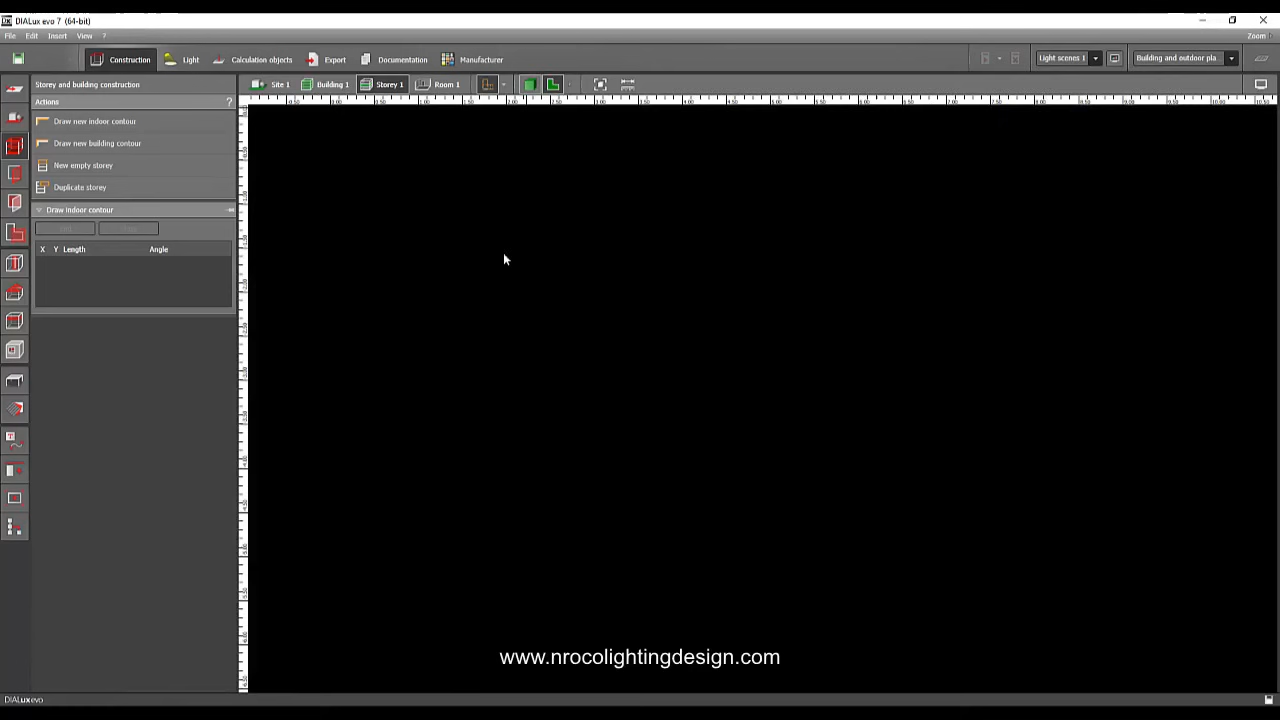 DIALux evo 7 (64-bit)
File Edit Insert View ? Zoom
Construction Light Calculation objects Export Documentation Manufacturer Light scenes 1 Building and outdoor pla
Storey and building construction Site 1 Building 1 Storey 1 Room 1
Actions ?
Draw new indoor contour
Draw new building contour
New empty storey
Duplicate storey
Draw indoor contour
X Y Length Angle
www.nrocolightingdesign.com
DIALux evo